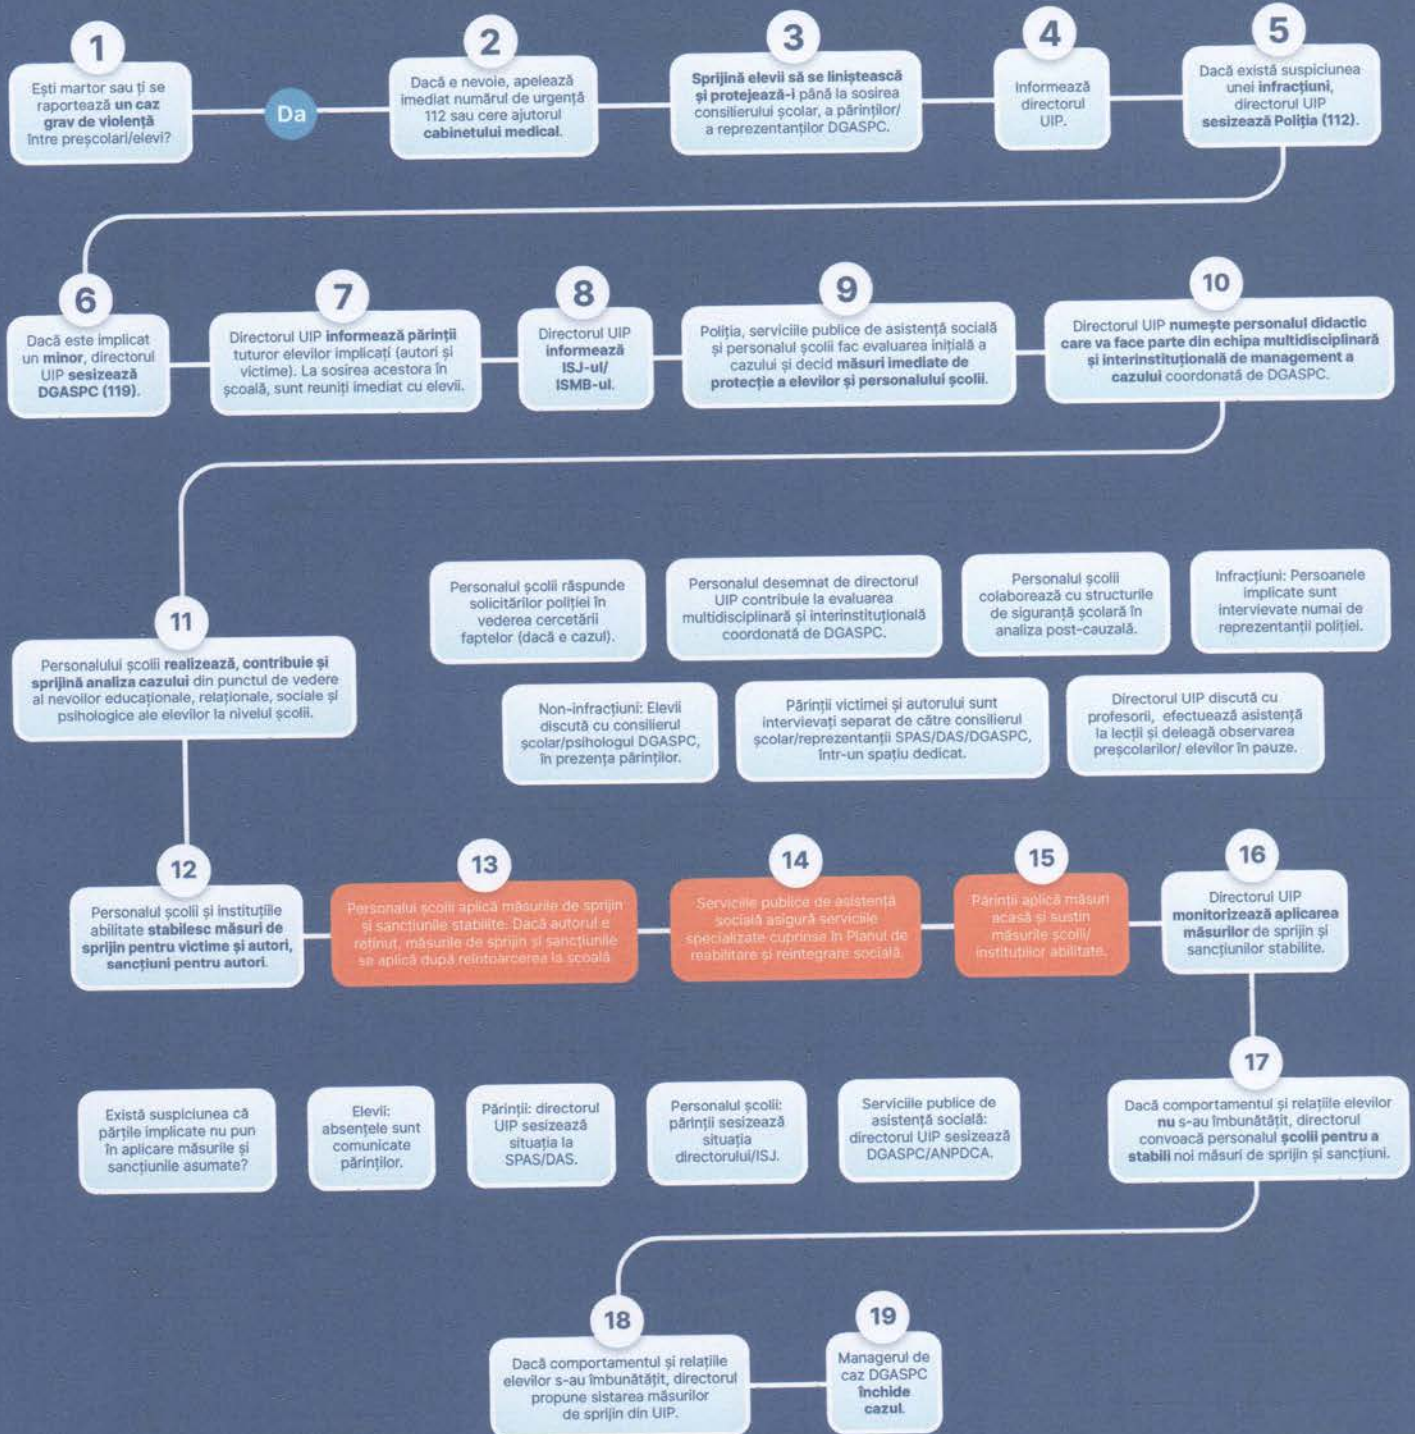 1
Ești martor sau ți se
raportează un caz
grav de violență
între preșcolari/elevi?
Da
2
Dacă e nevoie, apelează
imediat numărul de urgență
112 sau cere ajutorul
cabinetului medical.
3
Sprijină elevii să se liniștească
și protejează-i până la sosirea
consilierului școlar, a părinților/
a reprezentanților DGASPC.
4
Informează
directorul
UIP.
5
Dacă există suspiciunea
unei infracțiuni,
directorul UIP
sesizează Poliția (112).
6
Dacă este implicat
un minor, directorul
UIP sesizează
DGASPC (119).
7
Directorul UIP informează părinții
tuturor elevilor implicați (autori și
victime). La sosirea acestora în
școală, sunt reuniți imediat cu elevii.
8
Directorul UIP
informează
ISJ-ul/
ISMB-ul.
9
Poliția, serviciile publice de asistență socială
și personalul școlii fac evaluarea inițială a
cazului și decid măsuri imediate de
protecție a elevilor și personalului școlii.
10
Directorul UIP numește personalul didactic
care va face parte din echipa multidisciplinară
și interinstituțională de management a
cazului coordonată de DGASPC.
11
Personalului școlii realizează, contribuie și
sprijină analiza cazului din punctul de vedere
al nevoilor educaționale, relaționale, sociale și
psihologice ale elevilor la nivelul școlii.
Personalul școlii răspunde
solicitărilor poliției în
vederea cercetării
faptelor (dacă e cazul).
Personalul desemnat de directorul
UIP contribuie la evaluarea
multidisciplinară și interinstituțională
coordonată de DGASPC.
Personalul școlii
colaborează cu structurile
de siguranță școlară în
analiza post-cauzală.
Infracțiuni: Persoanele
implicate sunt
intervievate numai de
reprezentanții poliției.
Non-infracțiuni: Elevii
discută cu consilierul
școlar/psihologul DGASPC,
în prezența părinților.
Părinții victimei și autorului sunt
intervievați separat de către consilierul
școlar/reprezentanții SPAS/DAS/DGASPC,
într-un spațiu dedicat.
Directorul UIP discută cu
profesorii, efectuează asistență
la lecții și deleagă observarea
preșcolarilor/ elevilor în pauze.
12
Personalul școlii și instituțiile
abilitate stabilesc măsuri de
sprijin pentru victime și autori,
sancțiuni pentru autori.
13
Personalul școlii aplică măsurile de sprijin
și sancțiunile stabilite. Dacă autorul e
reținut, măsurile de sprijin și sancțiunile
se aplică după reîntoarcerea la școală
14
Serviciile publice de asistență
socială asigură serviciile
specializate cuprinse în Planul de
reabilitare și reintegrare socială.
15
Părinții aplică măsuri
acasă și susțin
măsurile școlii/
instituțiilor abilitate.
16
Directorul UIP
monitorizează aplicarea
măsurilor de sprijin și
sancțiunilor stabilite.
17
Dacă comportamentul și relațiile elevilor
nu s-au îmbunătățit, directorul
convoacă personalul școlii pentru a
stabili noi măsuri de sprijin și sancțiuni.
Există suspiciunea că
părțile implicate nu pun
în aplicare măsurile și
sancțiunile asumate?
Elevii:
absențele sunt
comunicate
părinților.
Părinții: directorul
UIP sesizează
situația la
SPAS/DAS.
Personalul școlii:
părinții sesizează
situația
directorului/ISJ.
Serviciile publice de
asistență socială:
directorul UIP sesizează
DGASPC/ANPDCA.
18
Dacă comportamentul și relațiile
elevilor s-au îmbunătățit, directorul
propune sistarea măsurilor
de sprijin din UIP.
19
Managerul de
caz DGASPC
închide
cazul.